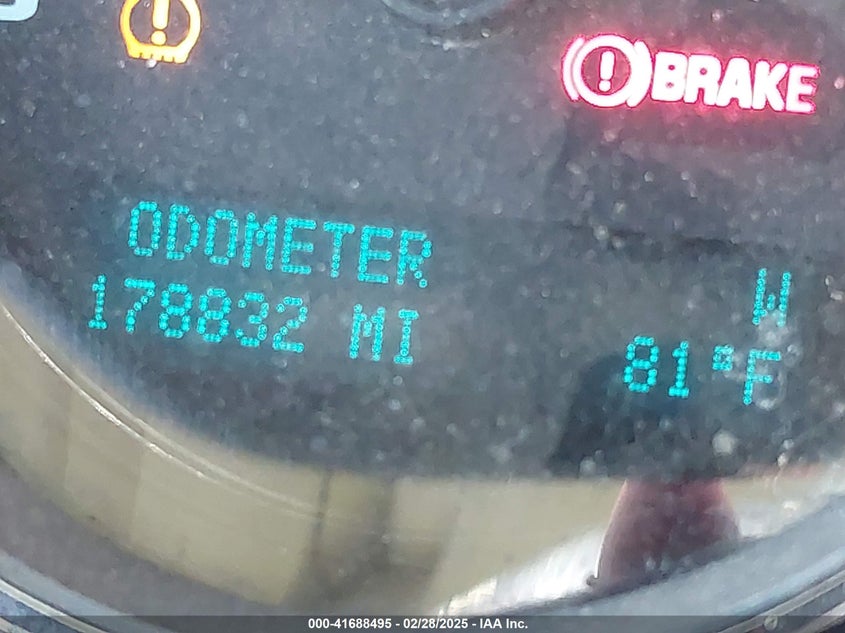 BRAKE
ODOMETER
W
178832 MI
81°F
000-41688495 - 02/28/2025 - IAA Inc.